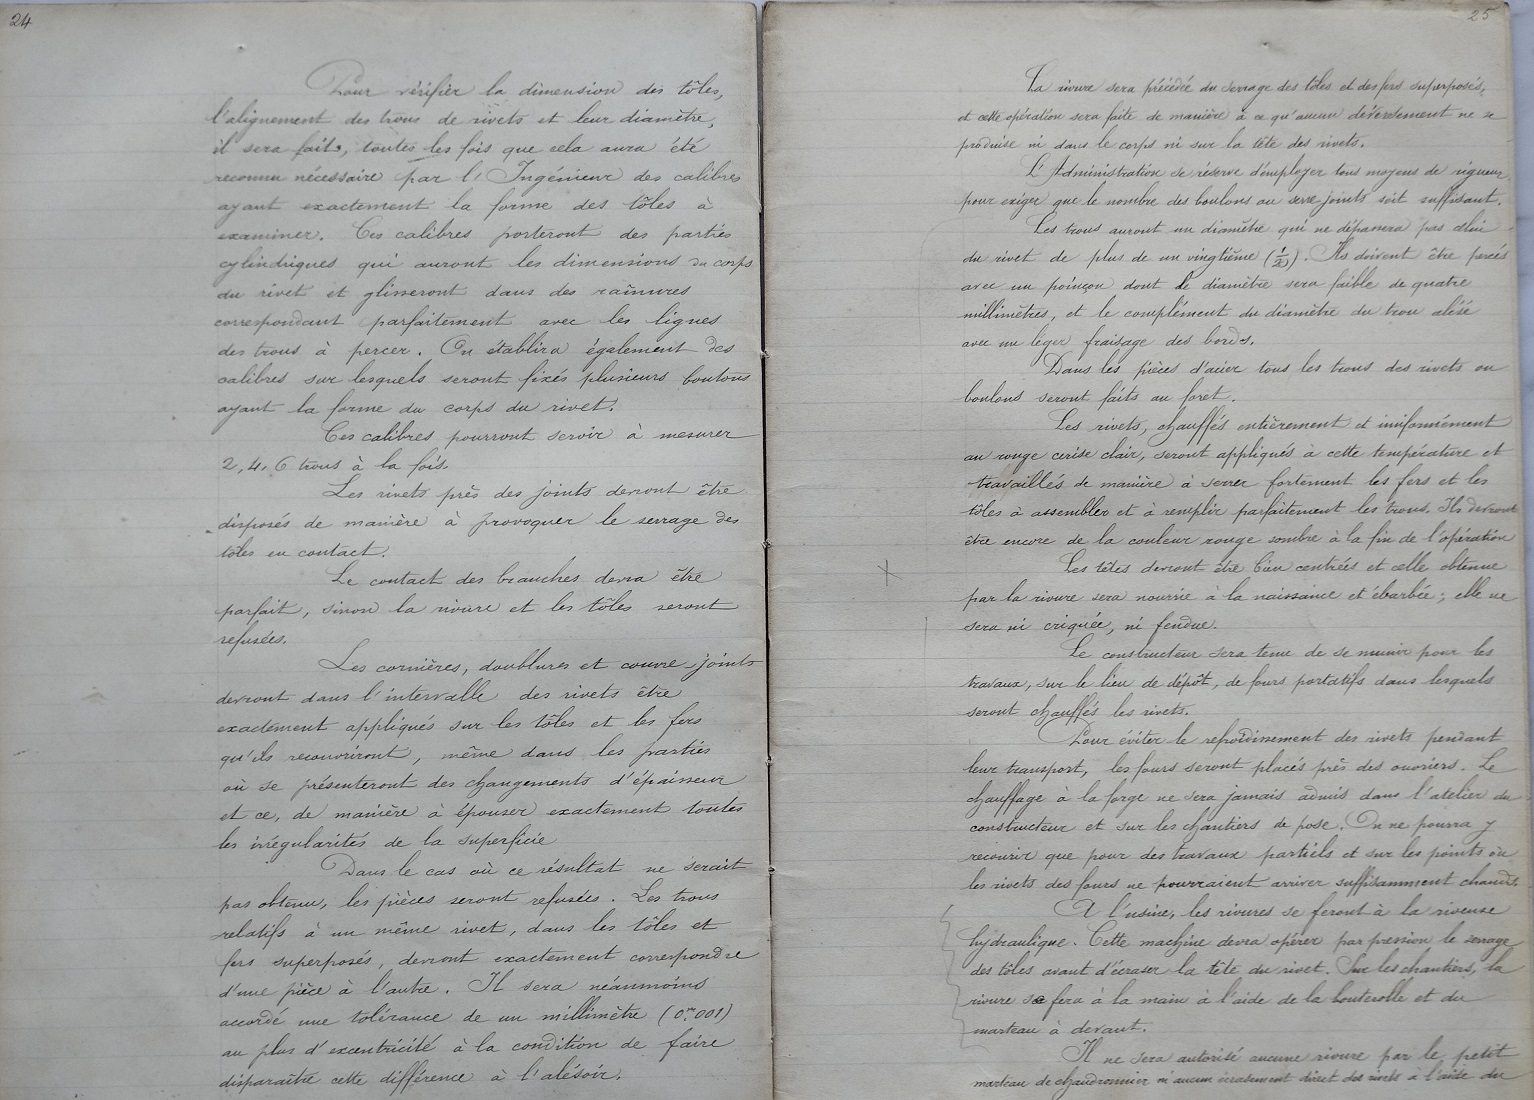 24
Pour vérifier la dimension des tôles,
l'alignement des trous de rivets et leur diamètre,
il sera fait, toutes les fois que cela aura été
reconnu nécessaire par l'Ingénieur des calibres
ayant exactement la forme des tôles à
examiner. Ces calibres porteront des parties
cylindriques qui auront les dimensions du corps
du rivet et glisseront dans des rainures
correspondant parfaitement avec les lignes
des trous à percer. On établira également des
calibres sur lesquels seront fixés plusieurs boutons
ayant la forme du corps du rivet.
Ces calibres pourront servir à mesurer
2, 4, 6 trous à la fois.
Les rivets près des joints devront être
disposés de manière à provoquer le serrage des
tôles en contact.
Le contact des branches devra être
parfait, sinon la rivure et les tôles seront
refusées.
Les cornières, doublures et couvre-joints
devront dans l'intervalle des rivets être
exactement appliqués sur les tôles et les fers
qu'ils recouvriront, même dans les parties
où se présenteront des changements d'épaisseur
et ce, de manière à épouser exactement toutes
les irrégularités de la superficie
Dans le cas où ce résultat ne serait
pas obtenu, les pièces seront refusées. Les trous
relatifs à un même rivet, dans les tôles et
fers superposés, devront exactement correspondre
d'une pièce à l'autre. Il sera néanmoins
accordé une tolérance de un millimètre (0.m001)
au plus d'excentricité à la condition de faire
disparaître cette différence à l'alésoir.
25
La rivure sera précédée du serrage des tôles et des fers superposés,
et cette opération sera faite de manière à ce qu'aucun déversement ne se
produise ni dans le corps ni sur la tête des rivets.
L'Administration se réserve d'employer tous moyens de rigueur
pour exiger que le nombre des boulons ou serre joints soit suffisant.
Les trous auront un diamètre qui ne dépassera pas celui
du rivet de plus de un vingtième (1/2). Ils doivent être percés
avec un poinçon dont le diamètre sera faible de quatre
millimètres, et le complément du diamètre du trou alésé
avec un léger fraisage des bords.
Dans les pièces d'acier tous les trous des rivets ou
boulons seront faits au foret.
Les rivets, chauffés entièrement et uniformément
au rouge cerise clair, seront appliqués à cette température et
travaillés de manière à serrer fortement les fers et les
tôles à assembler et à remplir parfaitement les trous. Ils devront
être encore de la couleur rouge sombre à la fin de l'opération
Les têtes devront être bien centrées et celle obtenue
par la rivure sera nourrie à la naissance et ébarbée; elle ne
sera ni criquée, ni fendue.
Le constructeur sera tenu de se munir pour les
travaux, sur le lieu de dépôt, de fours portatifs dans lesquels
seront chauffés les rivets.
Pour éviter le refroidissement des rivets pendant
leur transport, les fours seront placés près des ouvriers. Le
chauffage à la forge ne sera jamais admis dans l'atelier du
constructeur et sur les chantiers de pose. On ne pourra y
recourir que pour des travaux partiels et sur les points où
les rivets des fours ne pourraient arriver suffisamment chauds.
A l'usine, les rivures se feront à la riveuse
hydraulique. Cette machine devra opérer par pression le serrage
des tôles avant d'écraser la tête du rivet. Sur les chantiers, la
rivure se fera à la main à l'aide de la bouterolle et du
marteau à devant.
Il ne sera autorisé aucune rivure par le petit
marteau de chaudronnier ni aucun écrasement direct des rivets à l'aide du